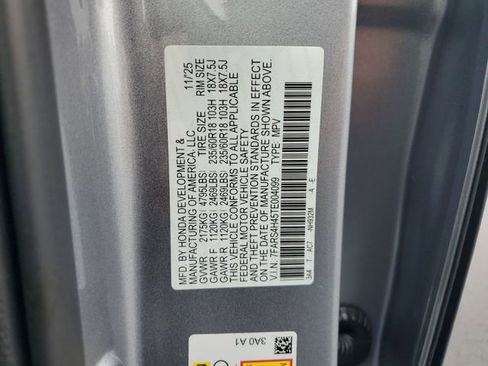 MFD. BY HONDA DEVELOPMENT & 11/25
MANUFACTURING OF AMERICA, LLC
TIRE SIZE RIM SIZE
GVWR 2175KG( 4795LBS)
GAWR F 1120KG( 2469LBS) 235/60R18 103H 18X7.5J
GAWR R 1120KG( 2469LBS) 235/60R18 103H 18X7.5J
THIS VEHICLE CONFORMS TO ALL APPLICABLE
FEDERAL MOTOR VEHICLE SAFETY
AND THEFT PREVENTION STANDARDS IN EFFECT
ON THE DATE OF MANUFACTURE SHOWN ABOVE.
V.I.N. 7FARS4H45TE004099 TYPE MPV
3A4 T AC7 -NH932M -A -E
3A0 A1